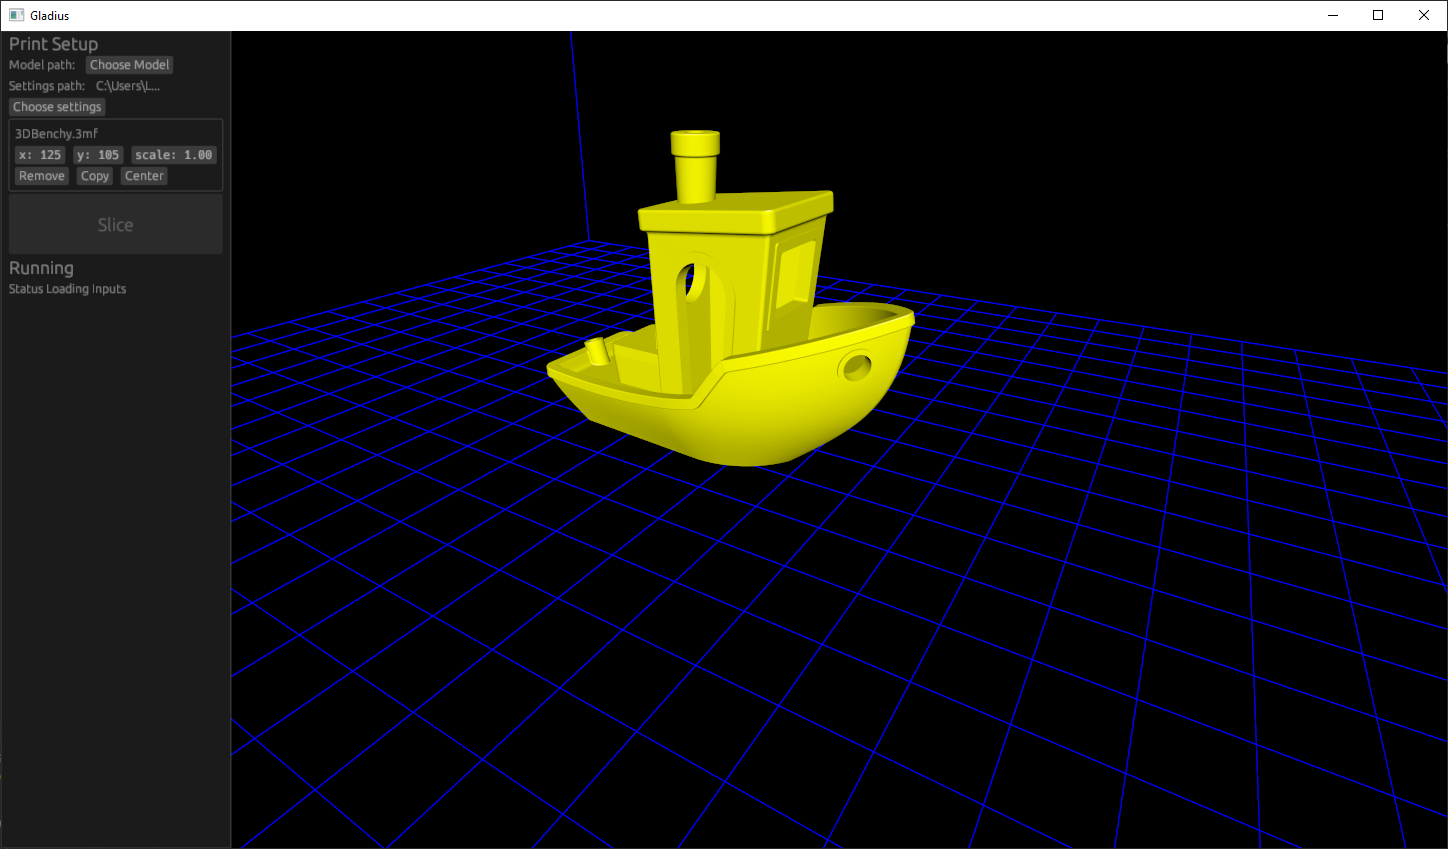 Gladius
Print Setup
Model path: Choose Model
Settings path: C:\Users\L...
Choose settings
3DBenchy.3mf
x: 125 y: 105 scale: 1.00
Remove Copy Center
Slice
Running
Status Loading Inputs